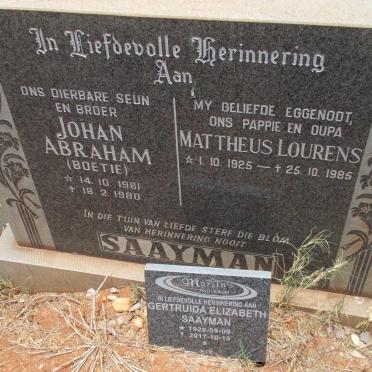 In Liefdevolle Herinnering
Aan
ONS DIERBARE SEUN
EN BROER
JOHAN
ABRAHAM
(BOETIE)
* 14.10.1961
+ 18.2.1980
MY GELIEFDE EGGENOOT,
ONS PAPPIE EN OUPA
MATTHEUS LOURENS
* 1.10.1925 — + 25.10.1985
IN DIE TUIN VAN LIEFDE STERF DIE BLOM
VAN HERINNERING NOOIT
SAAYMAN
Martin's
IN LIEFDEVOLLE HERINNERING AAN
GERTRUIDA ELIZABETH
SAAYMAN
* 1928-09-09
+ 2017-10-19